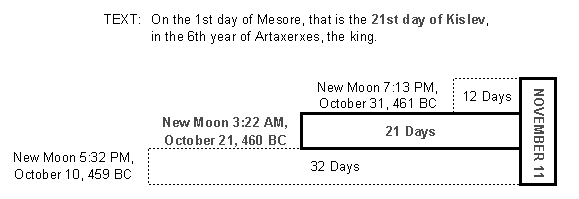 TEXT: On the 1st day of Mesore, that is the 21st day of Kislev,
in the 6th year of Artaxerxes, the king.
New Moon 7:13 PM,
October 31, 461 BC
12 Days
New Moon 3:22 AM,
October 21, 460 BC
21 Days
New Moon 5:32 PM,
October 10, 459 BC
32 Days
NOVEMBER 11